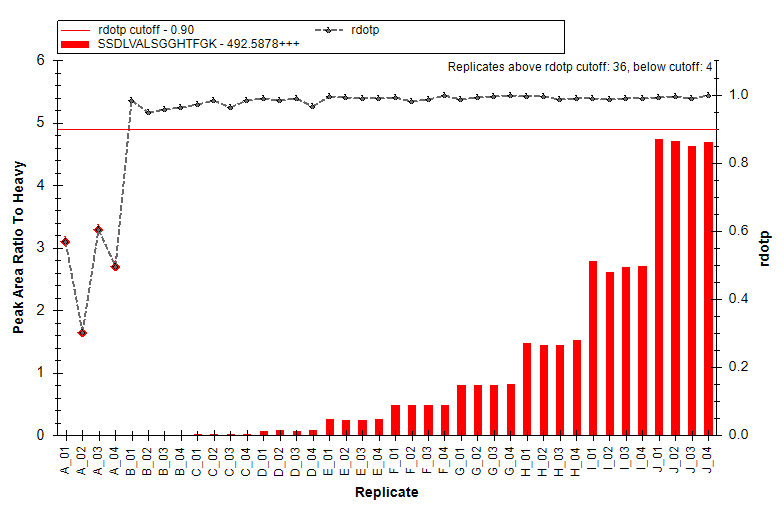 rdotp cutoff - 0.90 rdotp
SSDLVALSGGHTFGK - 492.5878+++
Replicates above rdotp cutoff: 36, below cutoff: 4
6
5
4
3
2
1
0
Peak Area Ratio To Heavy
1.0
0.8
0.6
0.4
0.2
0.0
rdotp
A_01 A_02 A_03 A_04 B_01 B_02 B_03 B_04 C_01 C_02 C_03 C_04 D_01 D_02 D_03 D_04 E_01 E_02 E_03 E_04 F_01 F_02 F_03 F_04 G_01 G_02 G_03 G_04 H_01 H_02 H_03 H_04 I_01 I_02 I_03 I_04 J_01 J_02 J_03 J_04
Replicate